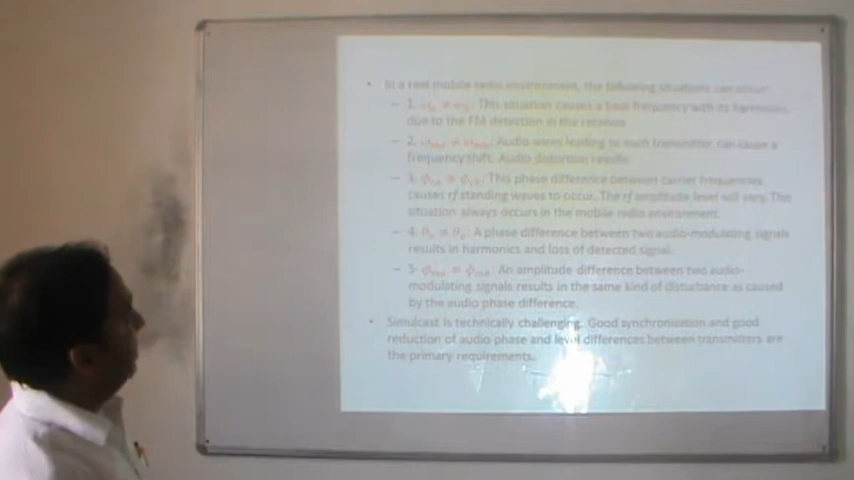 • In a real mobile radio environment, the following situations can occur:
– 1. : This situation causes a beat frequency with its harmonics
due to the FM detection in the receiver.
– 2. : Audio wires leading to each transmitter can cause a
frequency shift. Audio distortion results.
– 3. : This phase difference between carrier frequencies
causes rf standing waves to occur. The rf amplitude level will vary. This
situation always occurs in the mobile radio environment.
– 4. : A phase difference between two audio-modulating signals
results in harmonics and loss of detected signal.
– 5- : An amplitude difference between two audio-
modulating signals results in the same kind of disturbance as caused
by the audio phase difference.
• Simulcast is technically challenging. Good synchronization and good
reduction of audio phase and level differences between transmitters are
the primary requirements.